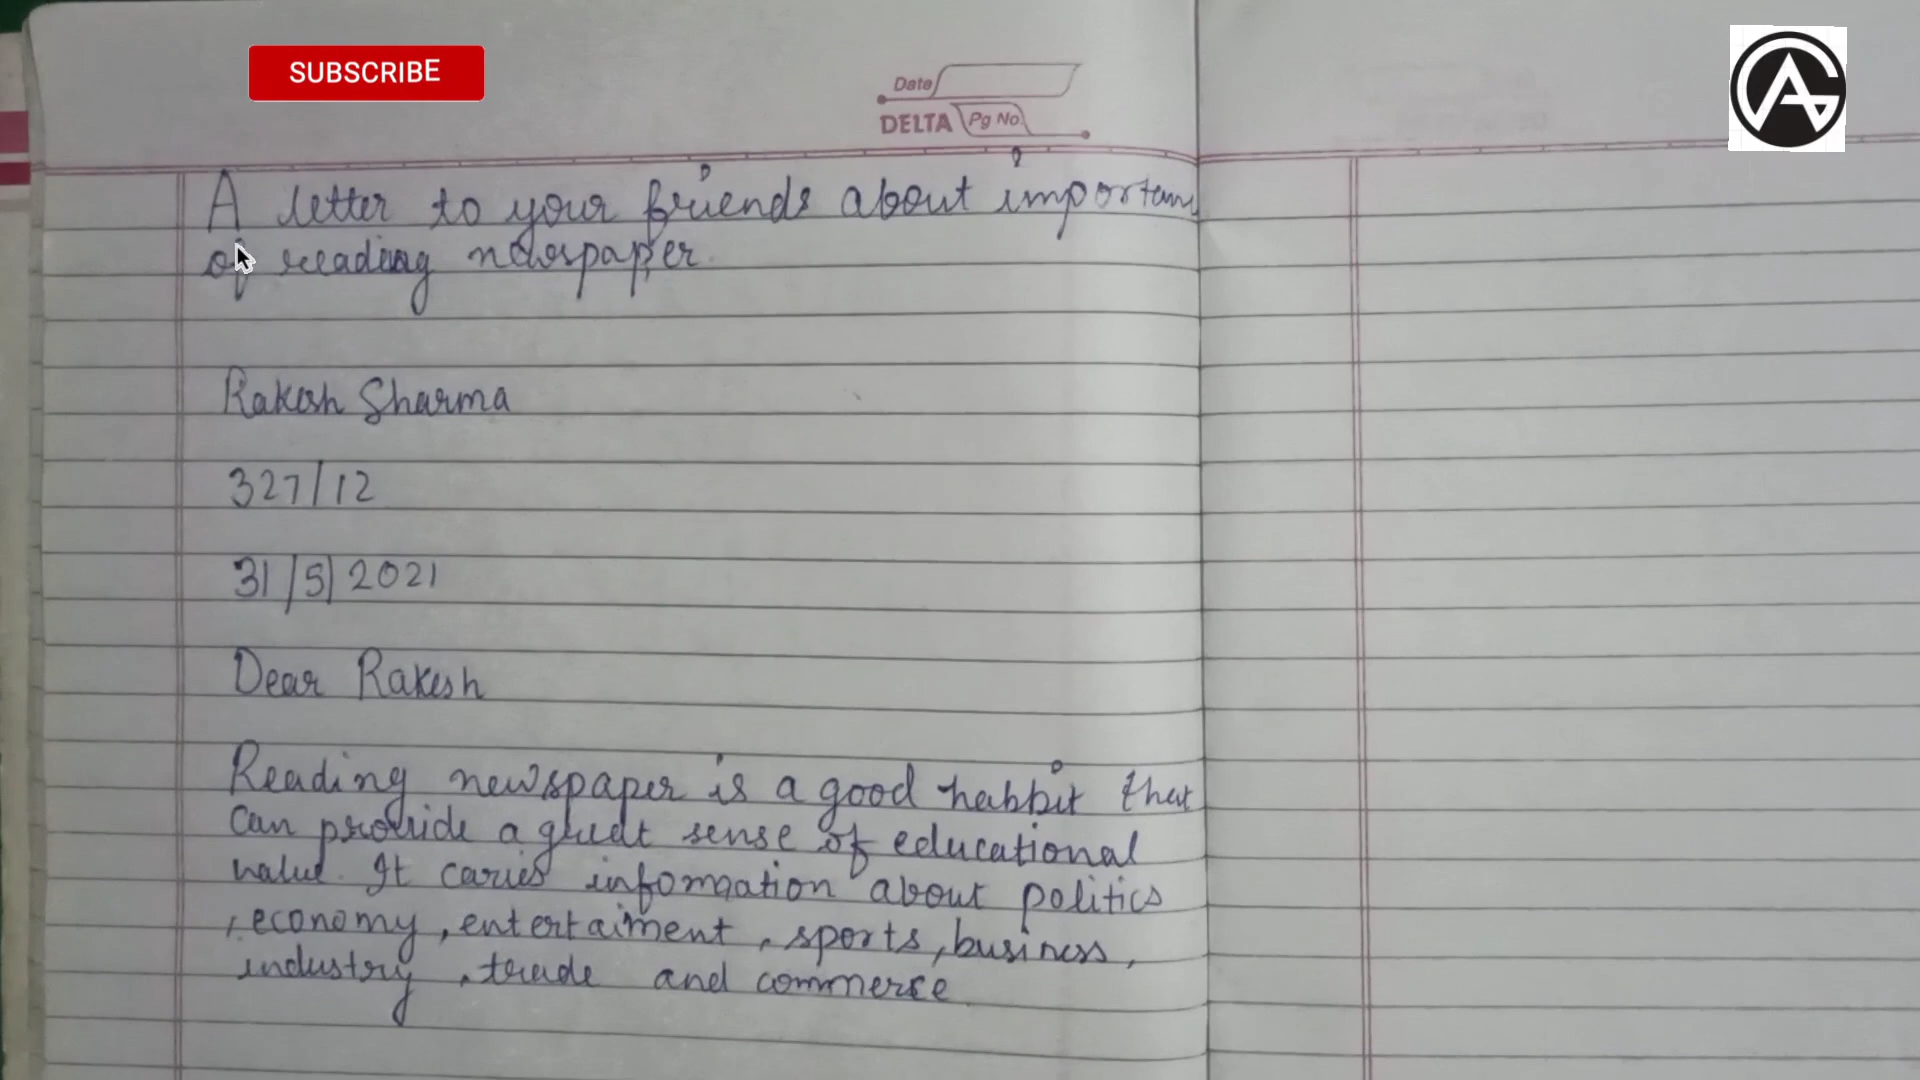 SUBSCRIBE
Date
DELTA Pg No.
A letter to your friends about importanc
of reading newspaper.
Rakesh Sharma
327/12
31/5/2021
Dear Rakesh
Reading newspaper is a good habbit that
can provide a great sense of educational
value. It caries infomation about politics
, economy, entertaiment, sports, business,
industry, trade and commerce